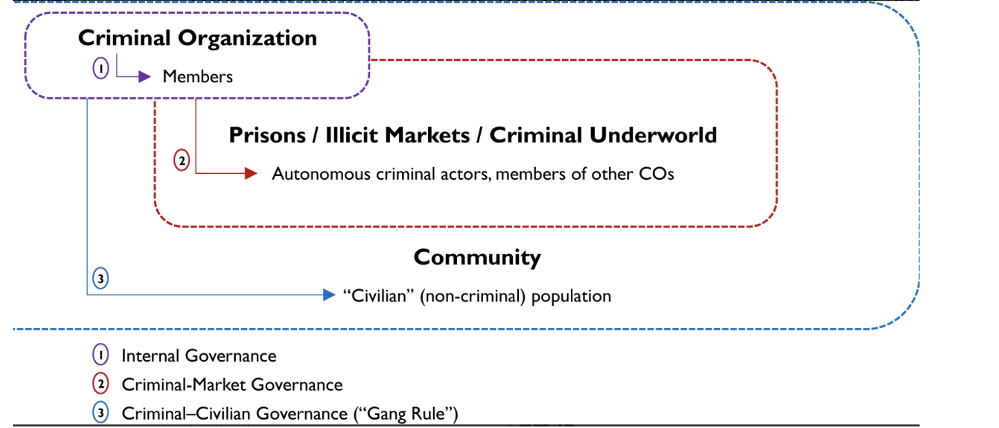 Criminal Organization
1
Members
Prisons / Illicit Markets / Criminal Underworld
2
Autonomous criminal actors, members of other COs
Community
3
“Civilian” (non-criminal) population
1 Internal Governance
2 Criminal-Market Governance
3 Criminal–Civilian Governance (“Gang Rule”)